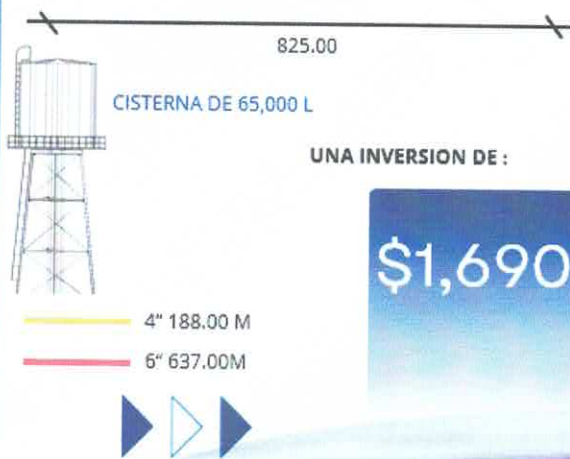 825.00
CISTERNA DE 65,000 L
UNA INVERSION DE :
$1,690
4" 188.00 M
6" 637.00M